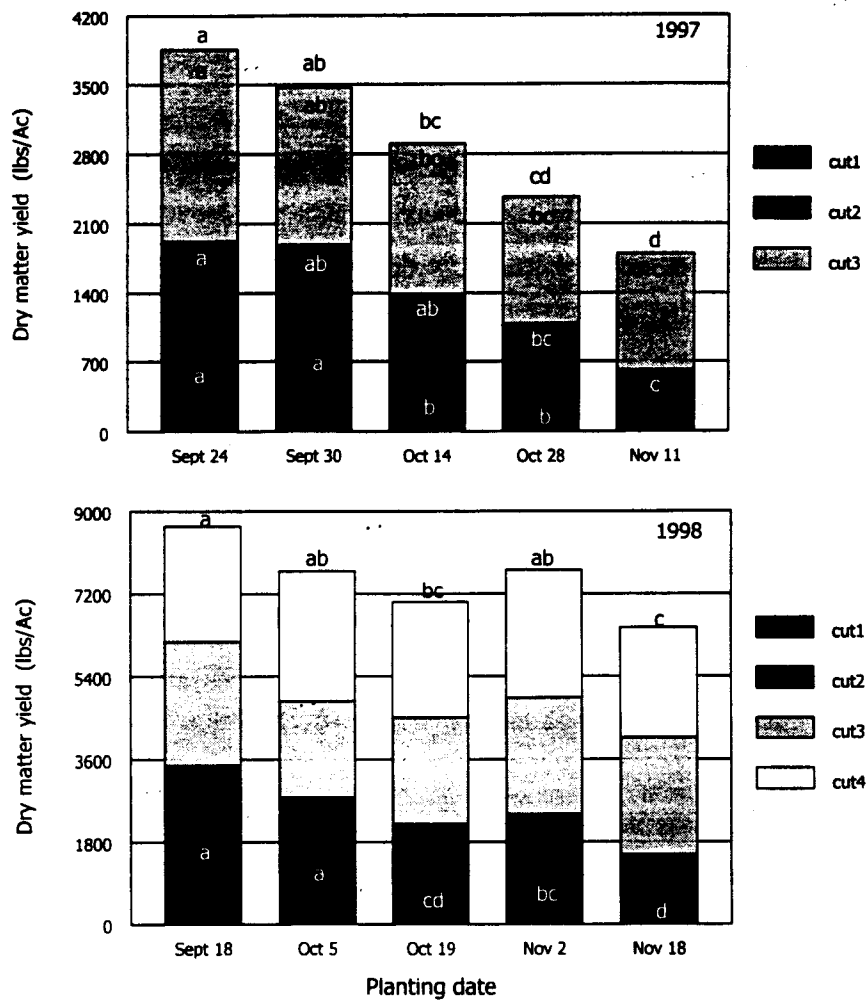 4200
3500
2800
2100
1400
700
0
Dry matter yield (lbs/Ac)
1997
a
ab
bc
cd
d
a
ab
bc
bc
a
ab
ab
bc
c
a
a
b
b
Sept 24
Sept 30
Oct 14
Oct 28
Nov 11
cut1
cut2
cut3
9000
7200
5400
3600
1800
0
Dry matter yield (lbs/Ac)
1998
a
ab
bc
ab
c
a
a
cd
bc
d
Sept 18
Oct 5
Oct 19
Nov 2
Nov 18
cut1
cut2
cut3
cut4
Planting date